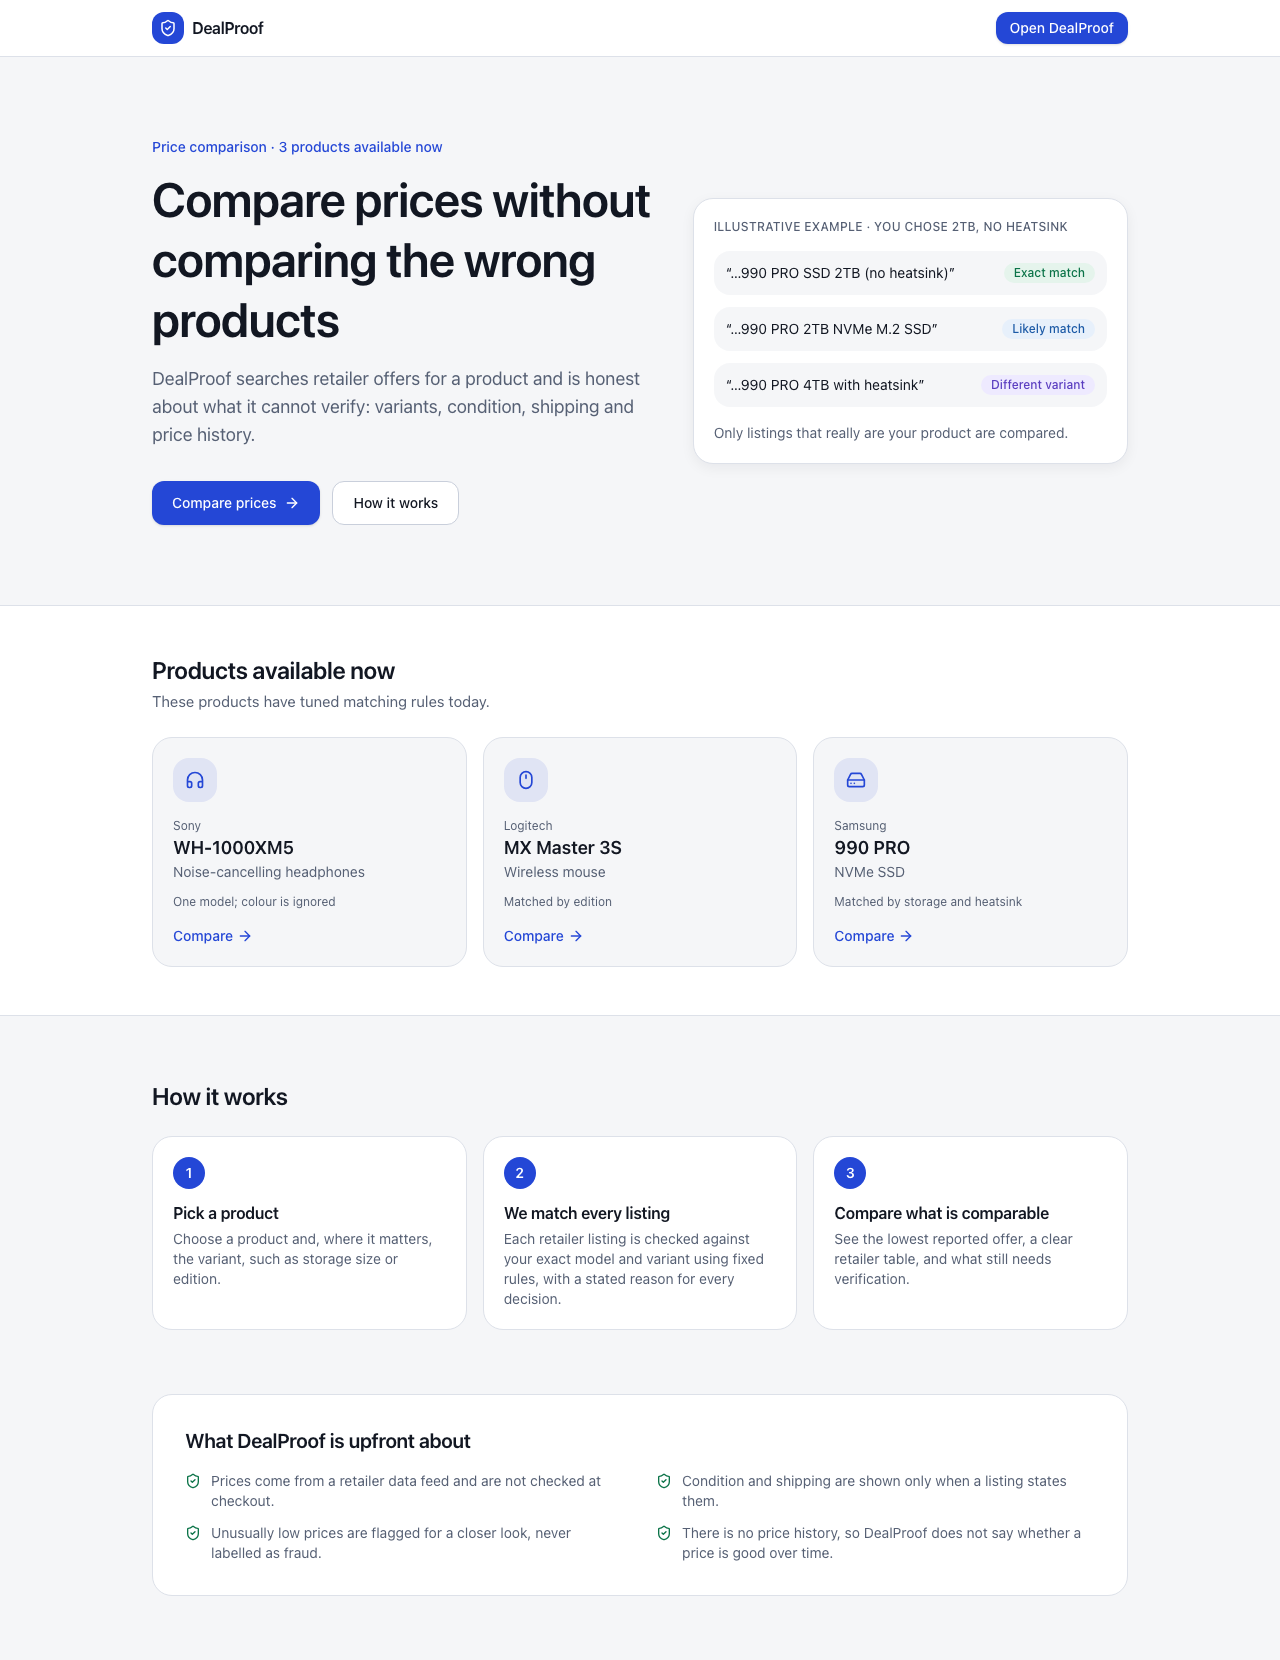 DealProof
Open DealProof
Price comparison · 3 products available now
Compare prices without
comparing the wrong
products
DealProof searches retailer offers for a product and is honest
about what it cannot verify: variants, condition, shipping and
price history.
Compare prices
How it works
ILLUSTRATIVE EXAMPLE · YOU CHOSE 2TB, NO HEATSINK
“…990 PRO SSD 2TB (no heatsink)”
Exact match
“…990 PRO 2TB NVMe M.2 SSD”
Likely match
“…990 PRO 4TB with heatsink”
Different variant
Only listings that really are your product are compared.
Products available now
These products have tuned matching rules today.
Sony
WH-1000XM5
Noise-cancelling headphones
One model; colour is ignored
Compare
Logitech
MX Master 3S
Wireless mouse
Matched by edition
Compare
Samsung
990 PRO
NVMe SSD
Matched by storage and heatsink
Compare
How it works
1
Pick a product
Choose a product and, where it matters,
the variant, such as storage size or
edition.
2
We match every listing
Each retailer listing is checked against
your exact model and variant using fixed
rules, with a stated reason for every
decision.
3
Compare what is comparable
See the lowest reported offer, a clear
retailer table, and what still needs
verification.
What DealProof is upfront about
Prices come from a retailer data feed and are not checked at
checkout.
Condition and shipping are shown only when a listing states
them.
Unusually low prices are flagged for a closer look, never
labelled as fraud.
There is no price history, so DealProof does not say whether a
price is good over time.